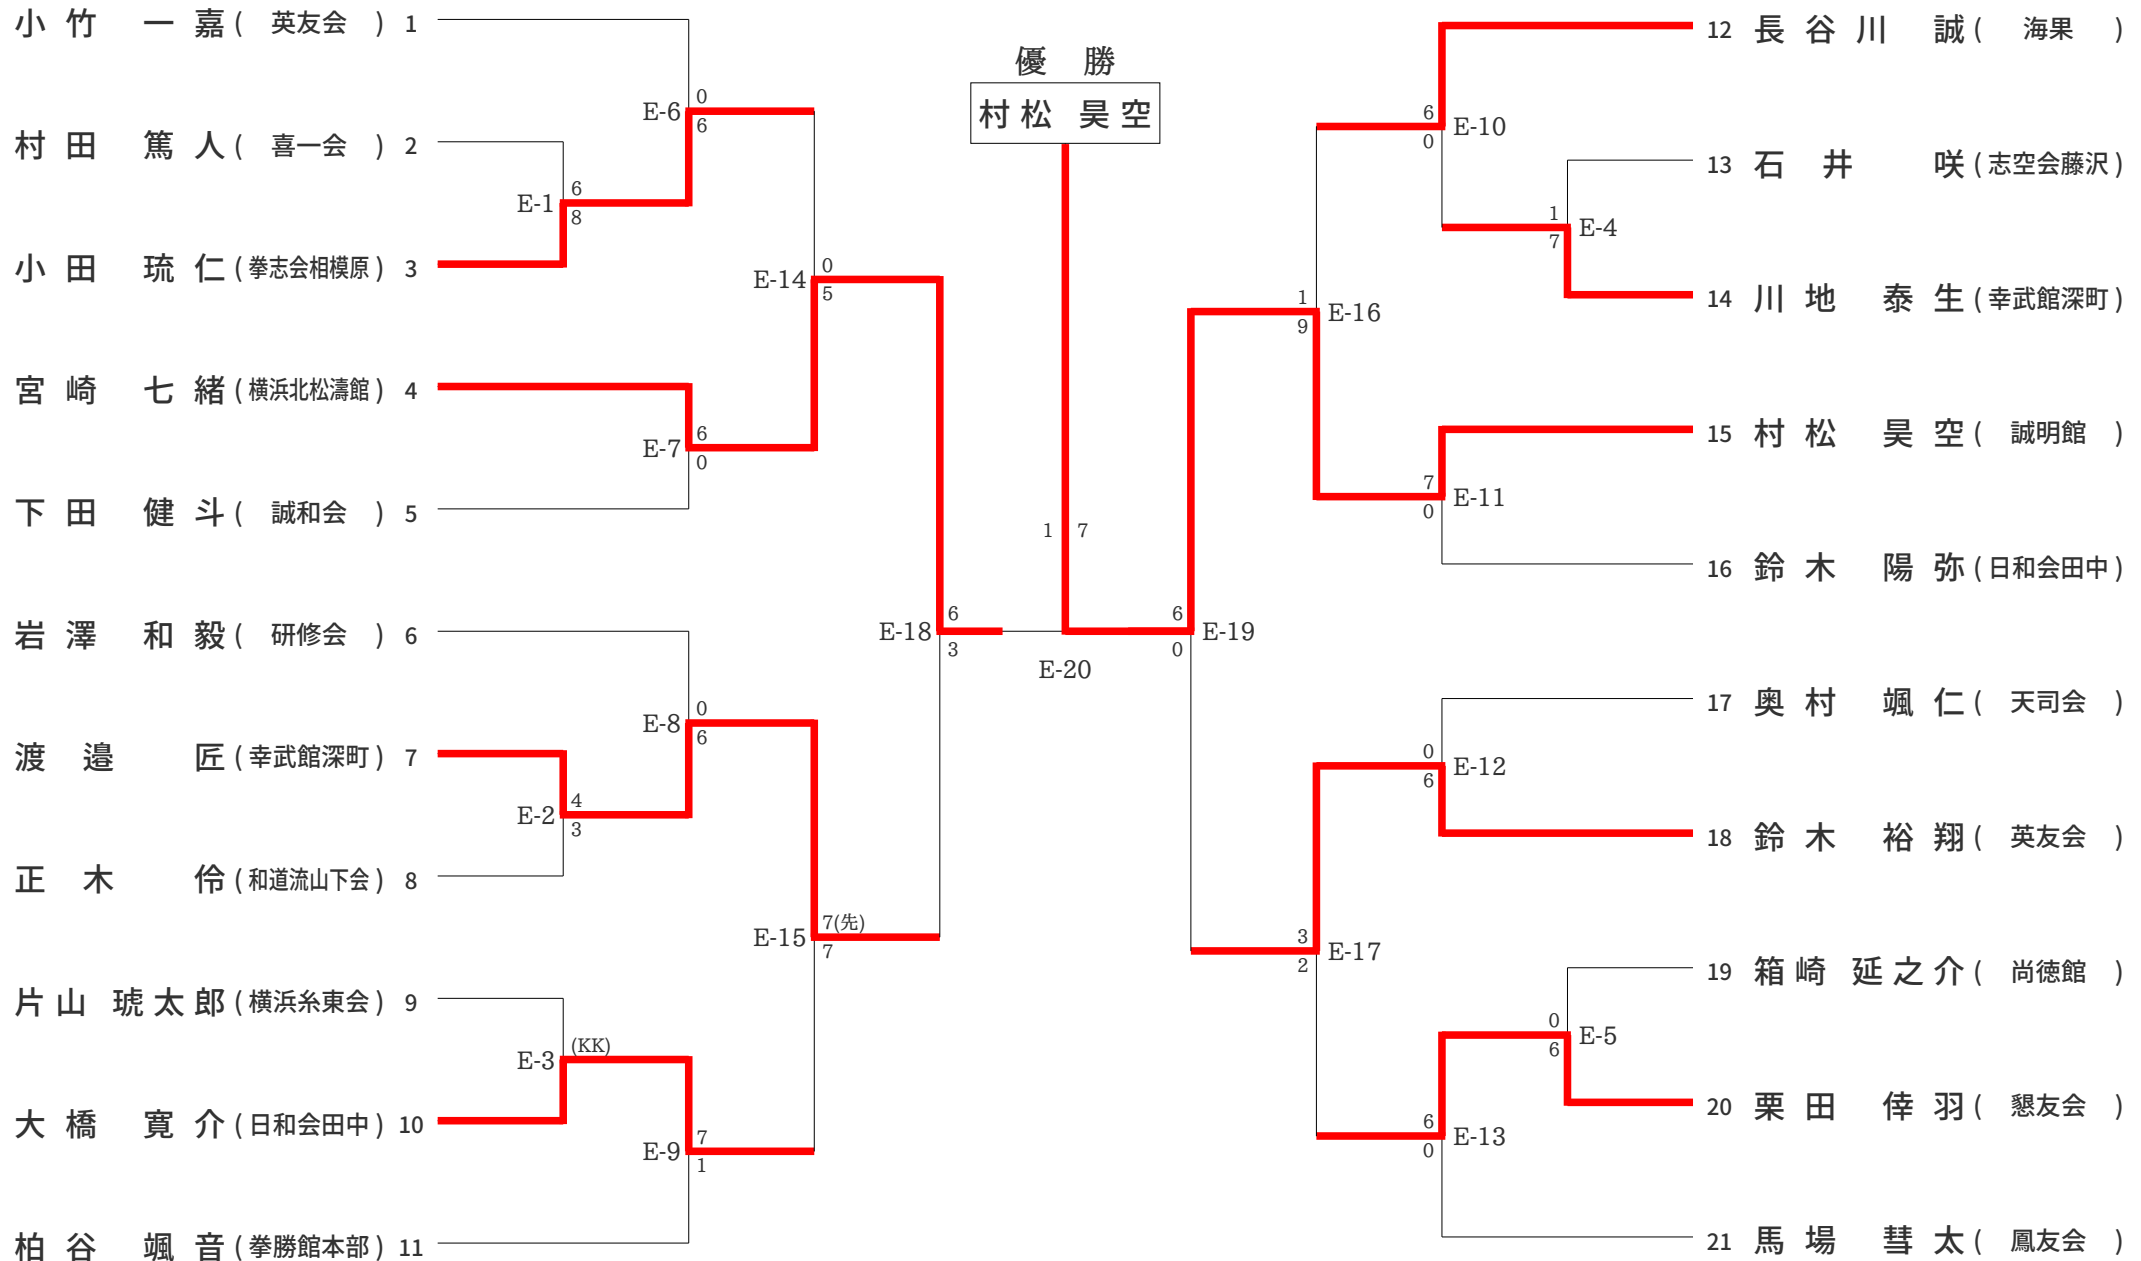 小竹 一嘉 ( 英友会 ) 1
村田 篤人 ( 喜一会 ) 2
小田 琉仁 ( 拳志会相模原 ) 3
宮崎 七緒 ( 横浜北松濤館 ) 4
下田 健斗 ( 誠和会 ) 5
岩澤 和毅 ( 研修会 ) 6
渡邉 匠 ( 幸武館深町 ) 7
正木 伶 ( 和道流山下会 ) 8
片山 琥太郎 ( 横浜糸東会 ) 9
大橋 寛介 ( 日和会田中 ) 10
柏谷 颯音 ( 拳勝館本部 ) 11
E-1
6
8
E-2
4
3
E-3
(KK)
E-6
0
6
E-7
6
0
E-8
0
6
E-9
7
1
E-14
0
5
E-15
7(先)
7
E-18
6
3
優 勝
村松 昊空
1 7
E-20
6
0
E-19
1
9
E-16
3
2
E-17
6
0
E-10
7
0
E-11
0
6
E-12
6
0
E-13
1
7
E-4
0
6
E-5
12 長谷川 誠 ( 海果 )
13 石井 咲 ( 志空会藤沢 )
14 川地 泰生 ( 幸武館深町 )
15 村松 昊空 ( 誠明館 )
16 鈴木 陽弥 ( 日和会田中 )
17 奥村 颯仁 ( 天司会 )
18 鈴木 裕翔 ( 英友会 )
19 箱崎 延之介 ( 尚徳館 )
20 栗田 倖羽 ( 懇友会 )
21 馬場 彗太 ( 鳳友会 )